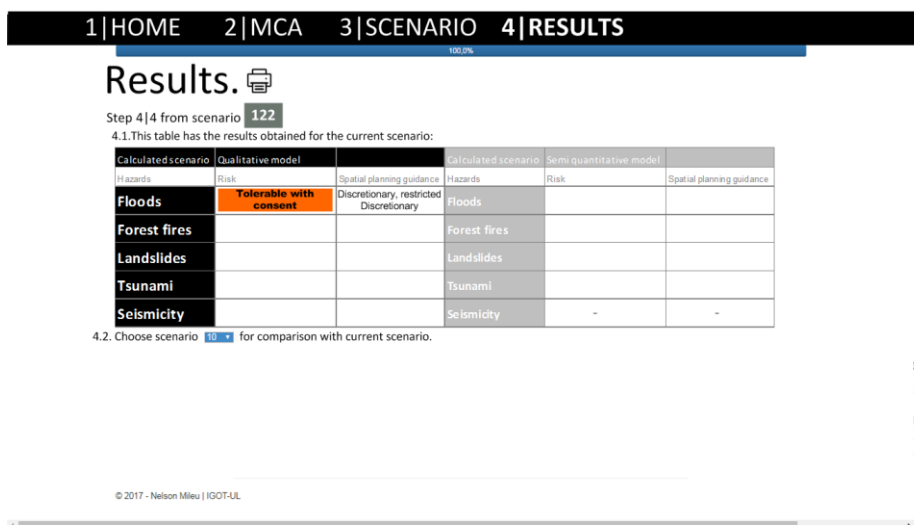 1|HOME 2|MCA 3|SCENARIO 4|RESULTS
100,0%
Results.
Step 4|4 from scenario 122
4.1.This table has the results obtained for the current scenario:
Calculated scenario Qualitative model Calculated scenario Semi quantitative model
Hazards Risk Spatial planning guidance Hazards Risk Spatial planning guidance
Floods Tolerable with consent Discretionary, restricted Discretionary Floods
Forest fires Forest fires
Landslides Landslides
Tsunami Tsunami
Seismicity Seismicity - -
4.2. Choose scenario 10 for comparison with current scenario.
© 2017 - Nelson Mileu | IGOT-UL